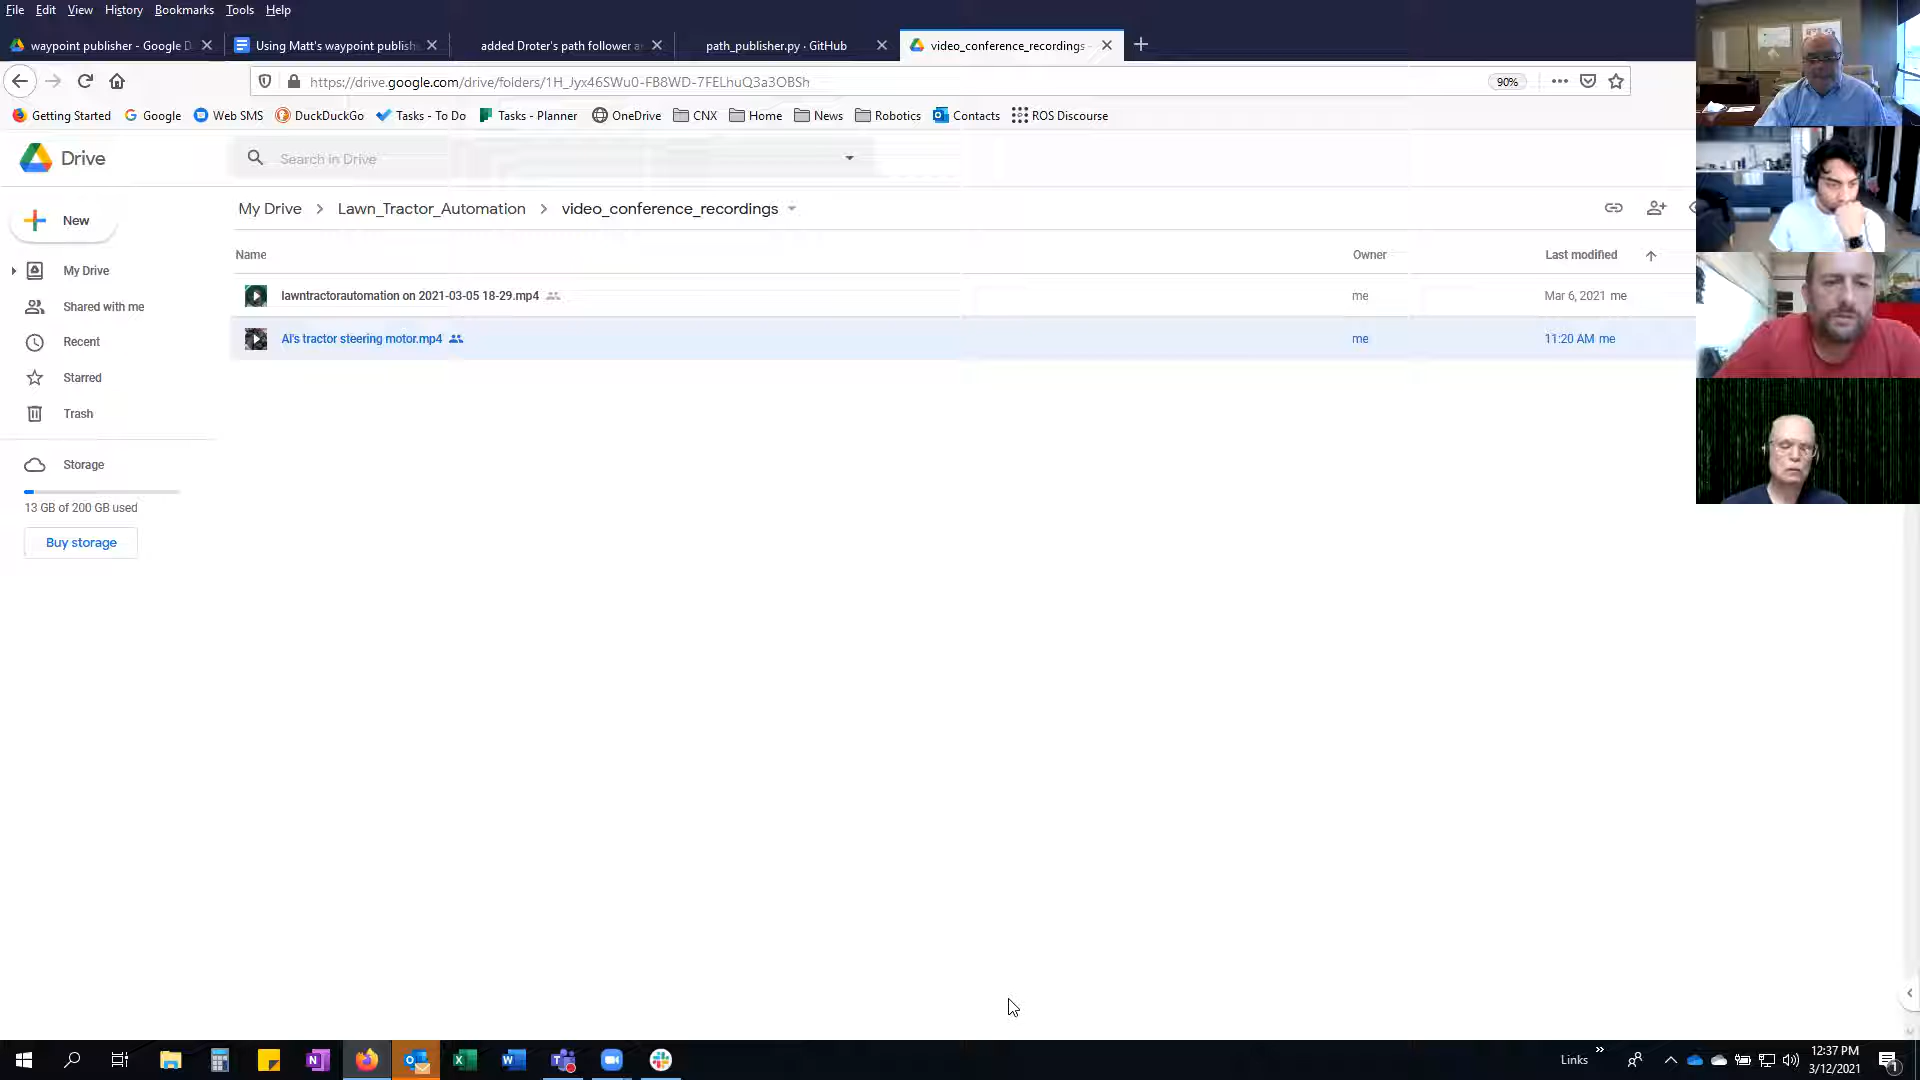 File Edit View History Bookmarks Tools Help
waypoint publisher - Google D
Using Matt's waypoint publish
added Droter's path follower a
path_publisher.py · GitHub
video_conference_recordings
https://drive.google.com/drive/folders/1H_Jyx46SWu0-FB8WD-7FELhuQ3a3OBSh
90%
Getting Started Google Web SMS DuckDuckGo Tasks - To Do Tasks - Planner OneDrive CNX Home News Robotics Contacts ROS Discourse
Drive
Search in Drive
My Drive > Lawn_Tractor_Automation > video_conference_recordings
New
Name Owner Last modified
My Drive
lawntractorautomation on 2021-03-05 18-29.mp4 me Mar 6, 2021 me
Shared with me
Al's tractor steering motor.mp4 me 11:20 AM me
Recent
Starred
Trash
Storage
13 GB of 200 GB used
Buy storage
Links
12:37 PM
3/12/2021
1